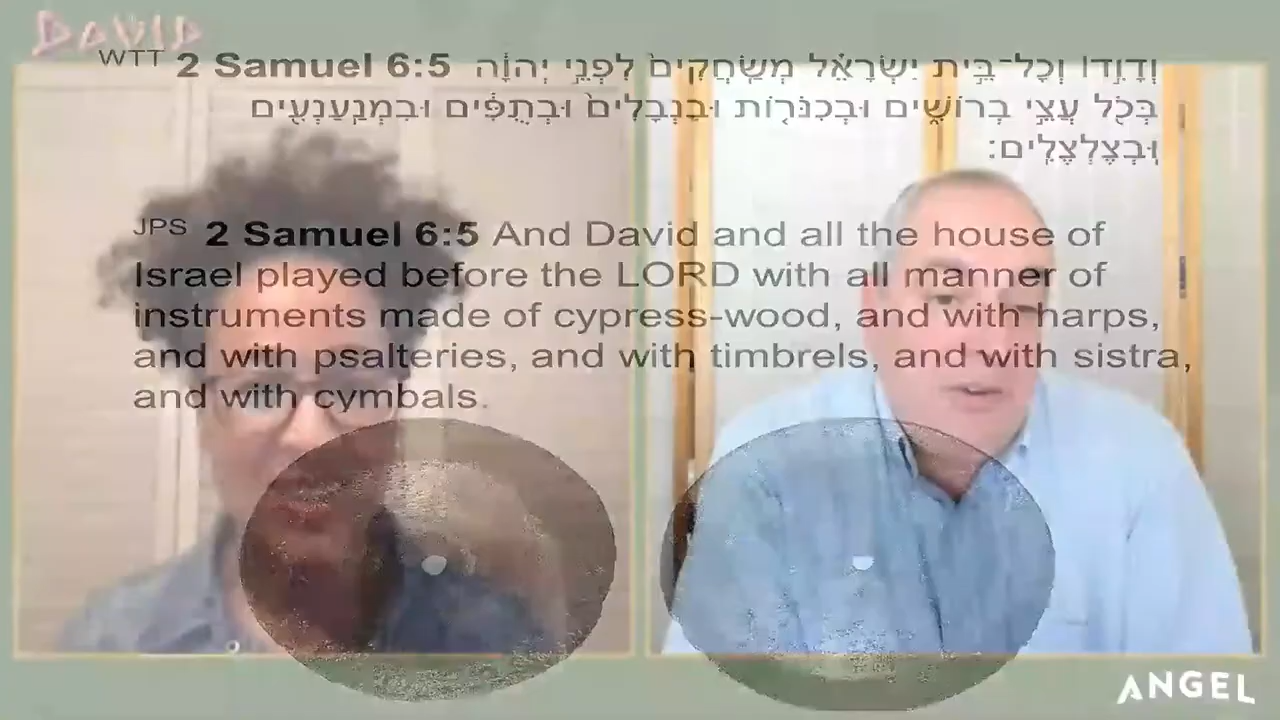 DAVID
WTT 2 Samuel 6:5 וְדָוִ֣ד׀ וְכָל־בֵּ֣ית יִשְׂרָאֵ֗ל מְשַֽׂחֲקִים֙ לִפְנֵ֣י יְהוָ֔ה
בְּכֹ֖ל עֲצֵ֣י בְרוֹשִׁ֑ים וּבְכִנֹּר֤וֹת וּבִנְבָלִים֙ וּבְתֻפִּ֔ים וּבִמְנַֽעַנְעִ֖ים
וּֽבְצֶלְצֶלִֽים׃
JPS 2 Samuel 6:5 And David and all the house of
Israel played before the LORD with all manner of
instruments made of cypress-wood, and with harps,
and with psalteries, and with timbrels, and with sistra,
and with cymbals.
ANGEL